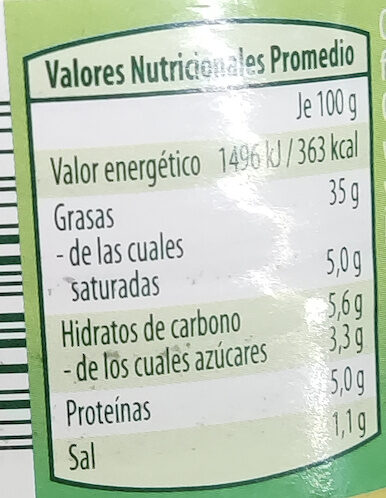 Valores Nutricionales Promedio
Je 100 g
Valor energético 1496 kJ / 363 kcal
Grasas 35 g
- de las cuales
saturadas 5,0 g
Hidratos de carbono 5,6 g
- de los cuales azúcares 3,3 g
Proteínas 5,0 g
Sal 1,1 g